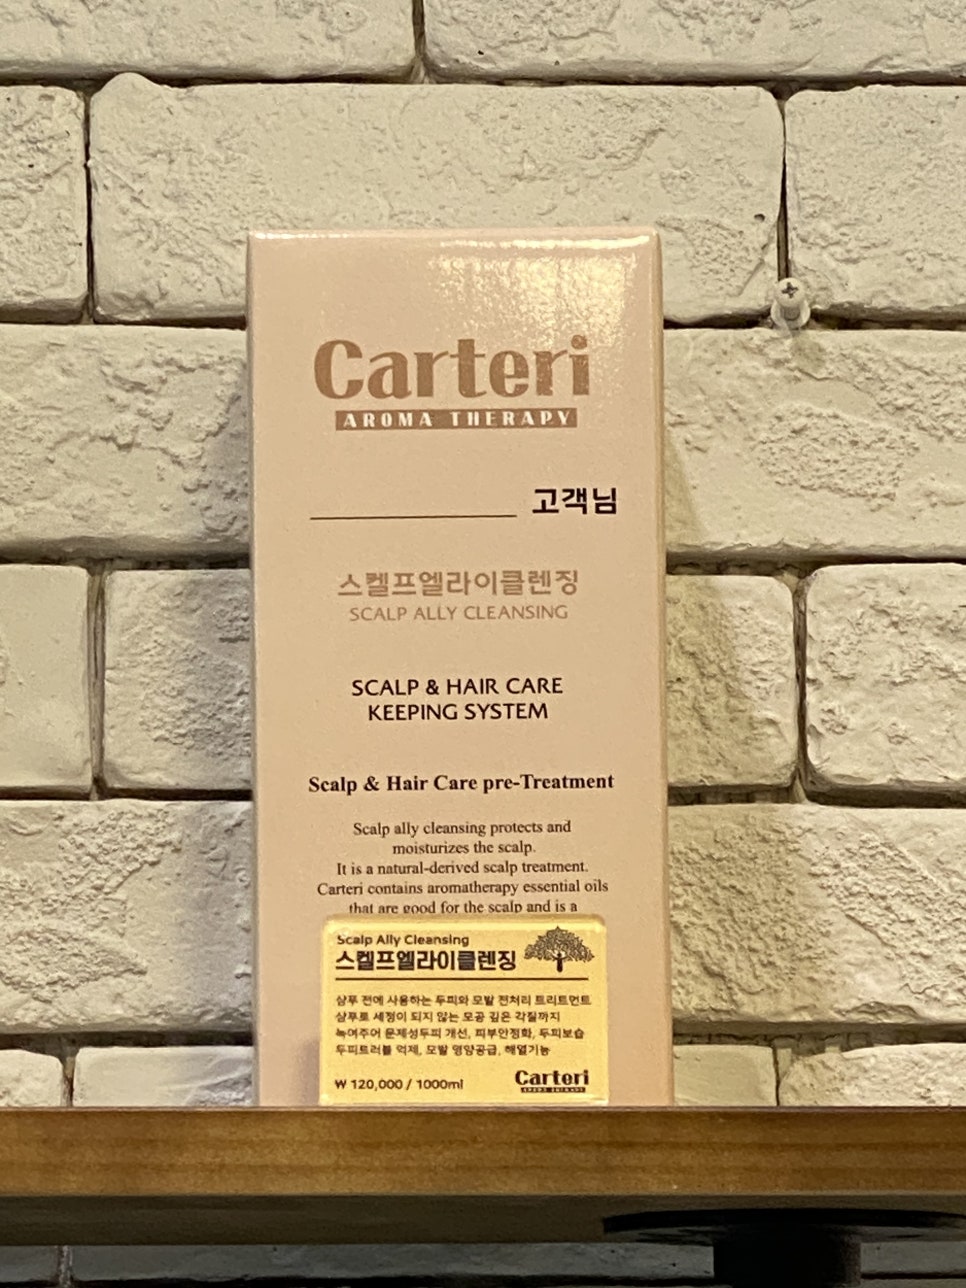 Carteri
AROMA THERAPY
고객님
스켈프엘라이클렌징
SCALP ALLY CLEANSING
SCALP & HAIR CARE
KEEPING SYSTEM
Scalp & Hair Care pre-Treatment
Scalp ally cleansing protects and
moisturizes the scalp.
It is a natural-derived scalp treatment.
Carteri contains aromatherapy essential oils
that are good for the scalp and is a
Scalp Ally Cleansing
스켈프엘라이클렌징
샴푸 전에 사용하는 두피와 모발 전처리 트리트먼트
샴푸로 세정이 되지 않는 모공 깊은 각질까지
녹여주어 문제성두피 개선, 피부안정화, 두피보습
두피트러블 억제, 모발 영양공급, 해열기능
₩ 120,000 / 1000ml
Carteri
AROMA THERAPY